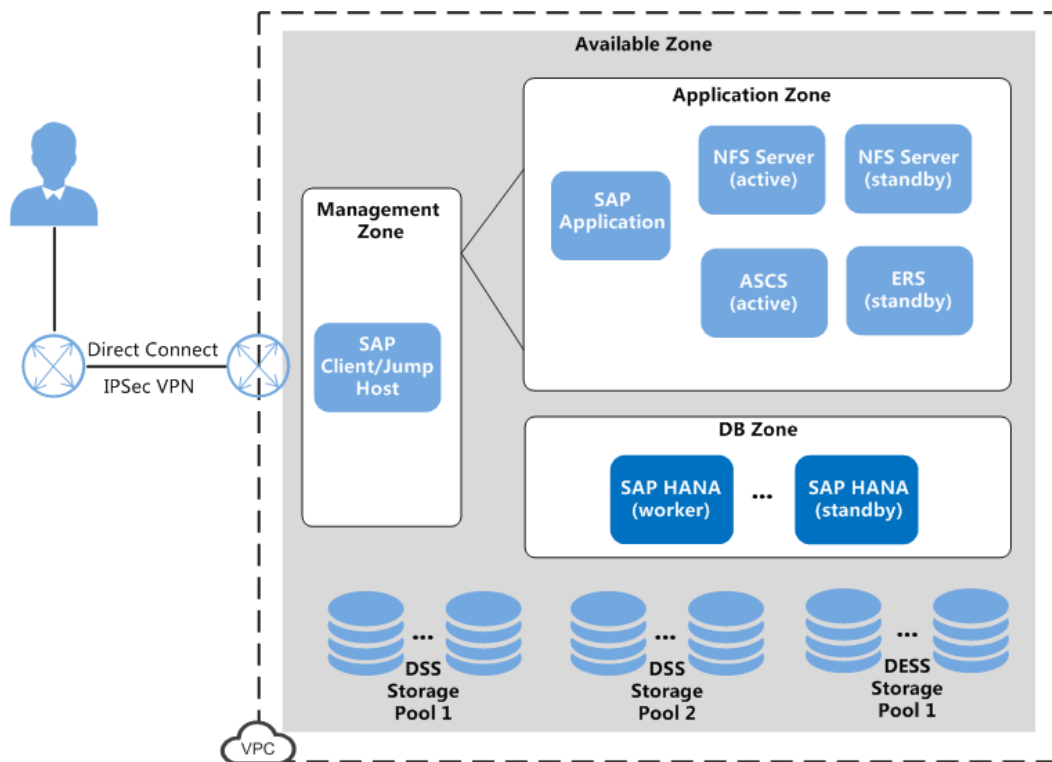 Available Zone
Application Zone
NFS Server
(active)
NFS Server
(standby)
SAP
Application
ASCS
(active)
ERS
(standby)
Management
Zone
SAP
Client/Jump
Host
Direct Connect
IPSec VPN
DB Zone
SAP HANA
(worker)
...
SAP HANA
(standby)
...
DSS
Storage
Pool 1
...
DSS
Storage
Pool 2
...
DESS
Storage
Pool 1
VPC